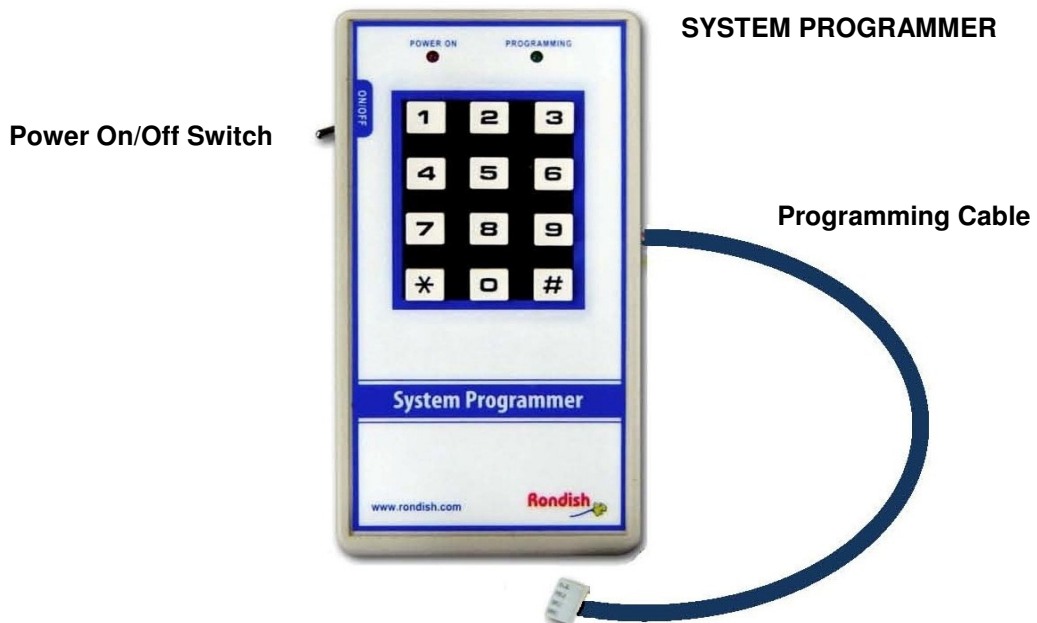 SYSTEM PROGRAMMER
POWER ON PROGRAMMING
ON/OFF
Power On/Off Switch
1 2 3
4 5 6
7 8 9
* 0 #
Programming Cable
System Programmer
www.rondish.com
Rondish